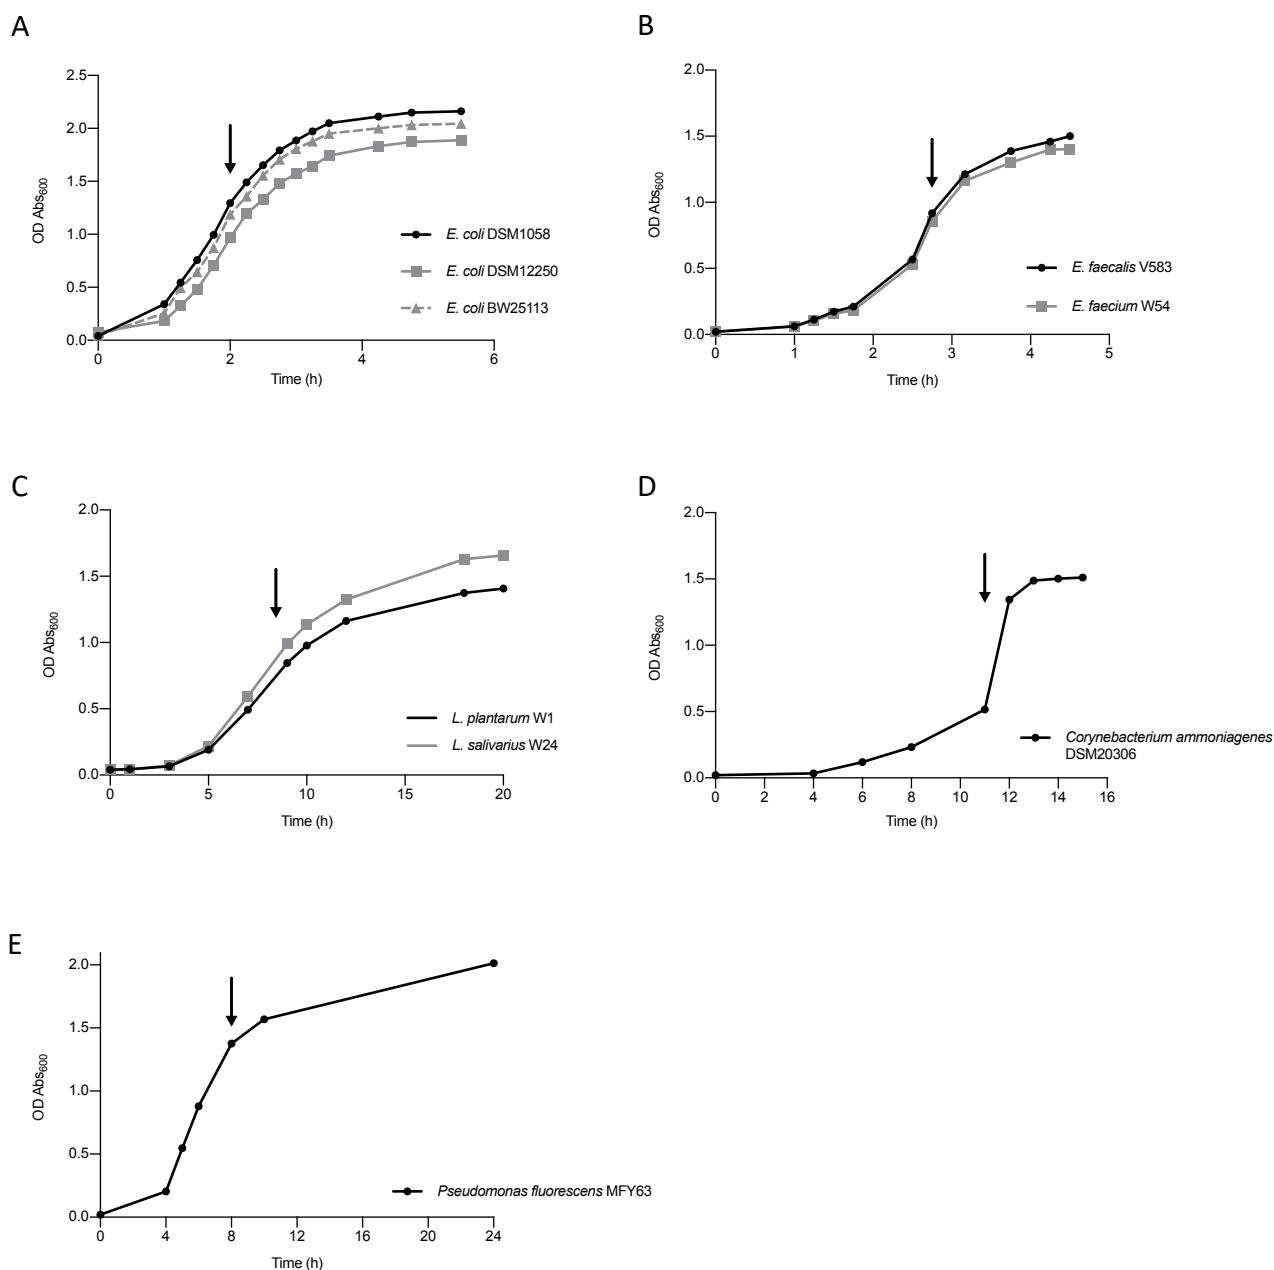 A
2.5
2.0
1.5
1.0
0.5
0.0
0
2
4
6
OD Abs600
Time (h)
E. coli DSM1058
E. coli DSM12250
E. coli BW25113
B
2.0
1.5
1.0
0.5
0.0
0
1
2
3
4
5
OD Abs600
Time (h)
E. faecalis V583
E. faecium W54
C
2.0
1.5
1.0
0.5
0.0
0
5
10
15
20
OD Abs600
Time (h)
L. plantarum W1
L. salivarius W24
D
2.0
1.5
1.0
0.5
0.0
0
2
4
6
8
10
12
14
16
OD Abs600
Time (h)
Corynebacterium ammoniagenes
DSM20306
E
2.0
1.5
1.0
0.5
0.0
0
4
8
12
16
20
24
OD Abs600
Time (h)
Pseudomonas fluorescens MFY63